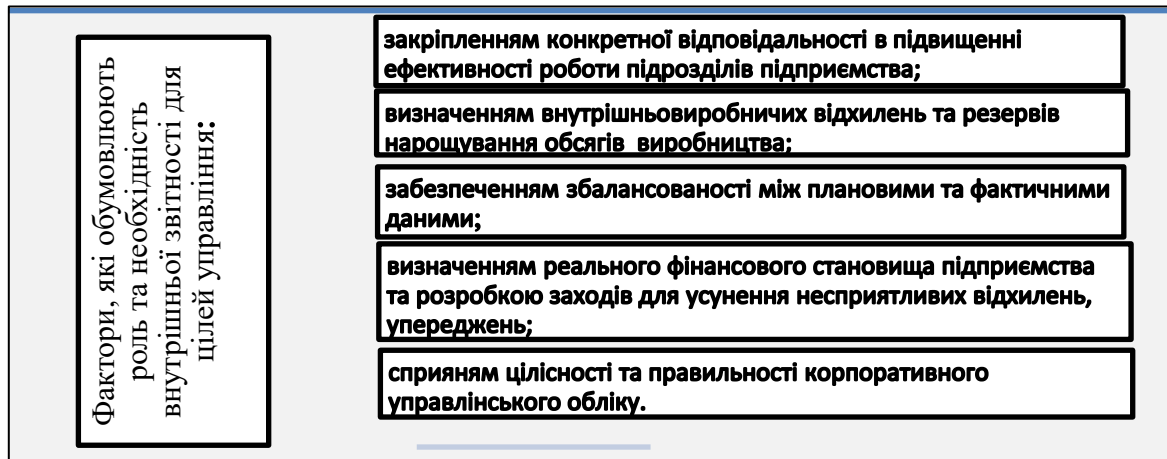 Фактори, які обумовлюють
роль та необхідність
внутрішньої звітності для
цілей управління:
закріпленням конкретної відповідальності в підвищенні
ефективності роботи підрозділів підприємства;
визначенням внутрішньовиробничих відхилень та резервів
нарощування обсягів виробництва;
забезпеченням збалансованості між плановими та фактичними
даними;
визначенням реального фінансового становища підприємства
та розробкою заходів для усунення несприятливих відхилень,
упереджень;
сприяням цілісності та правильності корпоративного
управлінського обліку.